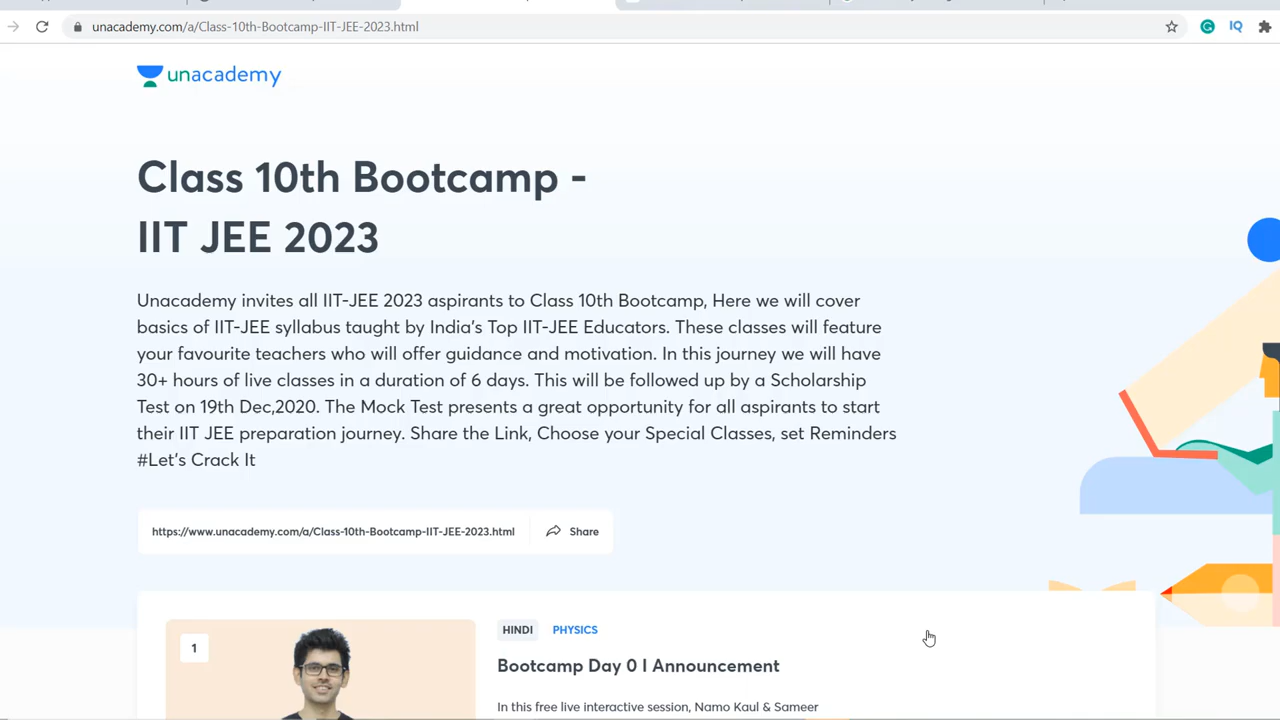 unacademy.com/a/Class-10th-Bootcamp-IIT-JEE-2023.html
IQ
unacademy
Class 10th Bootcamp -
IIT JEE 2023
Unacademy invites all IIT-JEE 2023 aspirants to Class 10th Bootcamp, Here we will cover
basics of IIT-JEE syllabus taught by India's Top IIT-JEE Educators. These classes will feature
your favourite teachers who will offer guidance and motivation. In this journey we will have
30+ hours of live classes in a duration of 6 days. This will be followed up by a Scholarship
Test on 19th Dec,2020. The Mock Test presents a great opportunity for all aspirants to start
their IIT JEE preparation journey. Share the Link, Choose your Special Classes, set Reminders
#Let's Crack It
https://www.unacademy.com/a/Class-10th-Bootcamp-IIT-JEE-2023.html Share
1
HINDI PHYSICS
Bootcamp Day 0 I Announcement
In this free live interactive session, Namo Kaul & Sameer